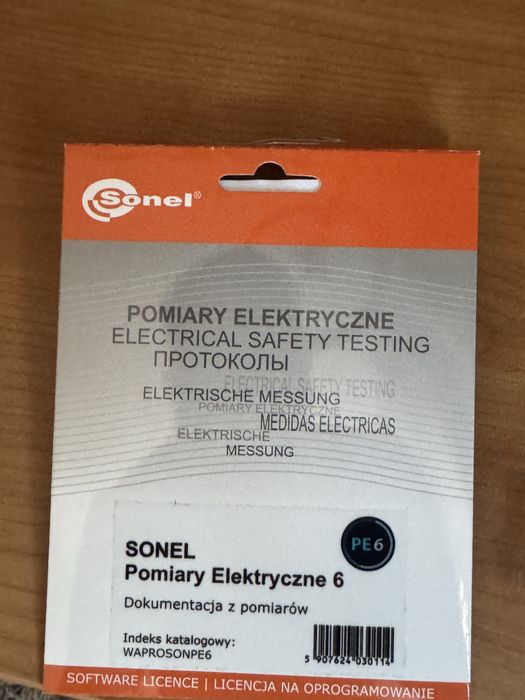 Sonel®
POMIARY ELEKTRYCZNE
ELECTRICAL SAFETY TESTING
ПРОТОКОЛЫ
ELECTRICAL SAFETY TESTING
ELEKTRISCHE MESSUNG
POMIARY ELEKTRYCZNE
MEDIDAS ELECTRICAS
ELEKTRISCHE
MESSUNG
SONEL
PE6
Pomiary Elektryczne 6
Dokumentacja z pomiarów
Indeks katalogowy:
WAPROSONPE6
5 907624 030114
SOFTWARE LICENCE | LICENCJA NA OPROGRAMOWANIE